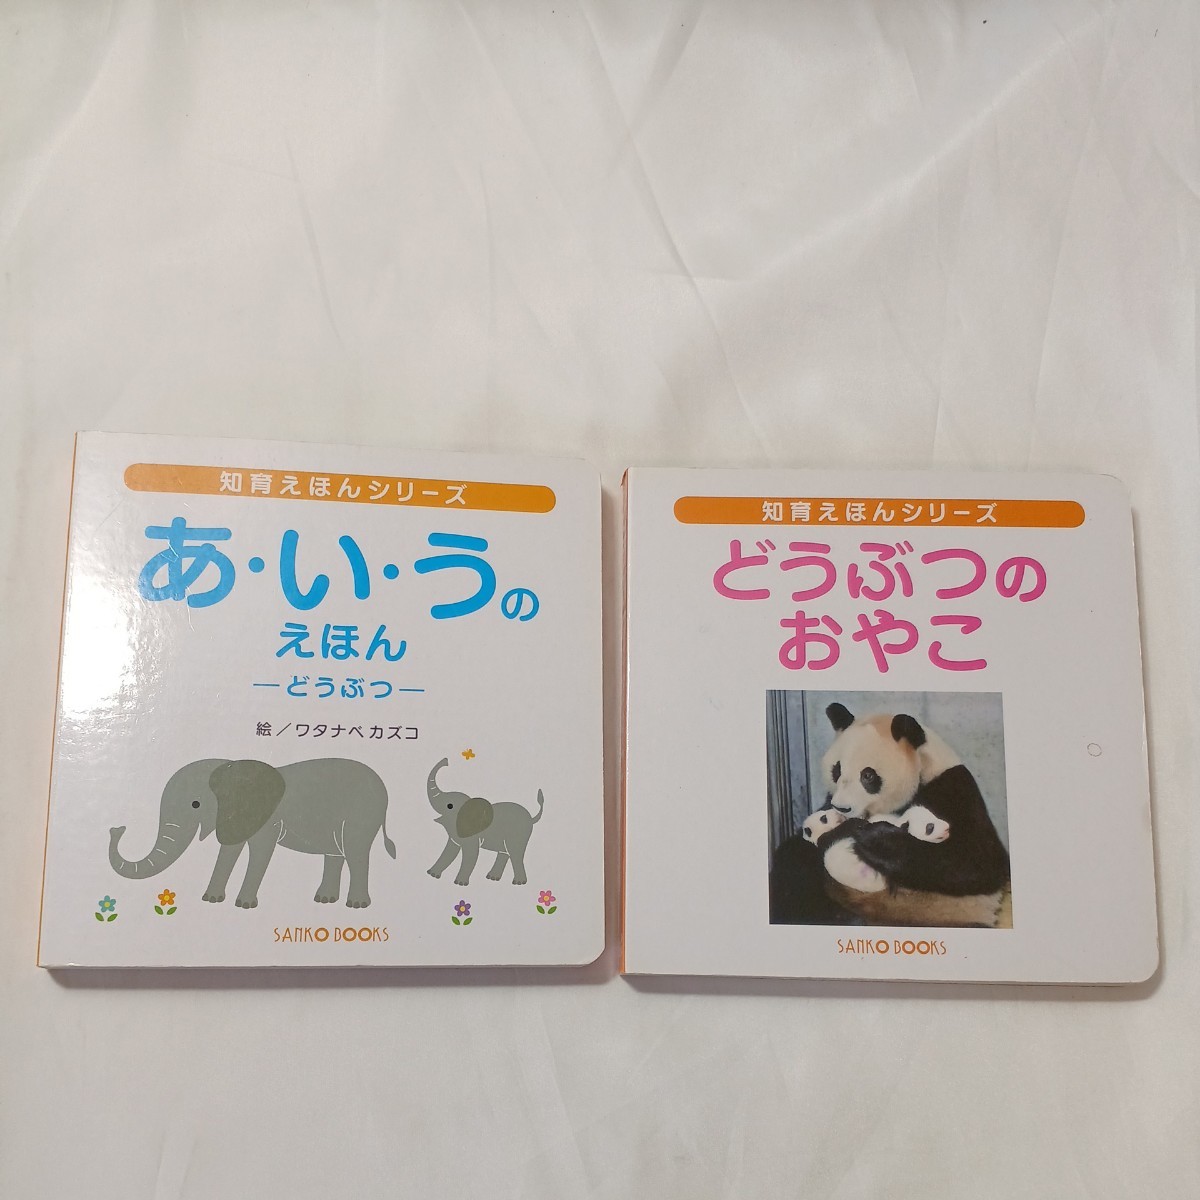 知育えほんシリーズ
あ・い・うの
えほん
―どうぶつ―
絵／ワタナベ カズコ
SANKO BOOKS
知育えほんシリーズ
どうぶつの
おやこ
SANKO BOOKS